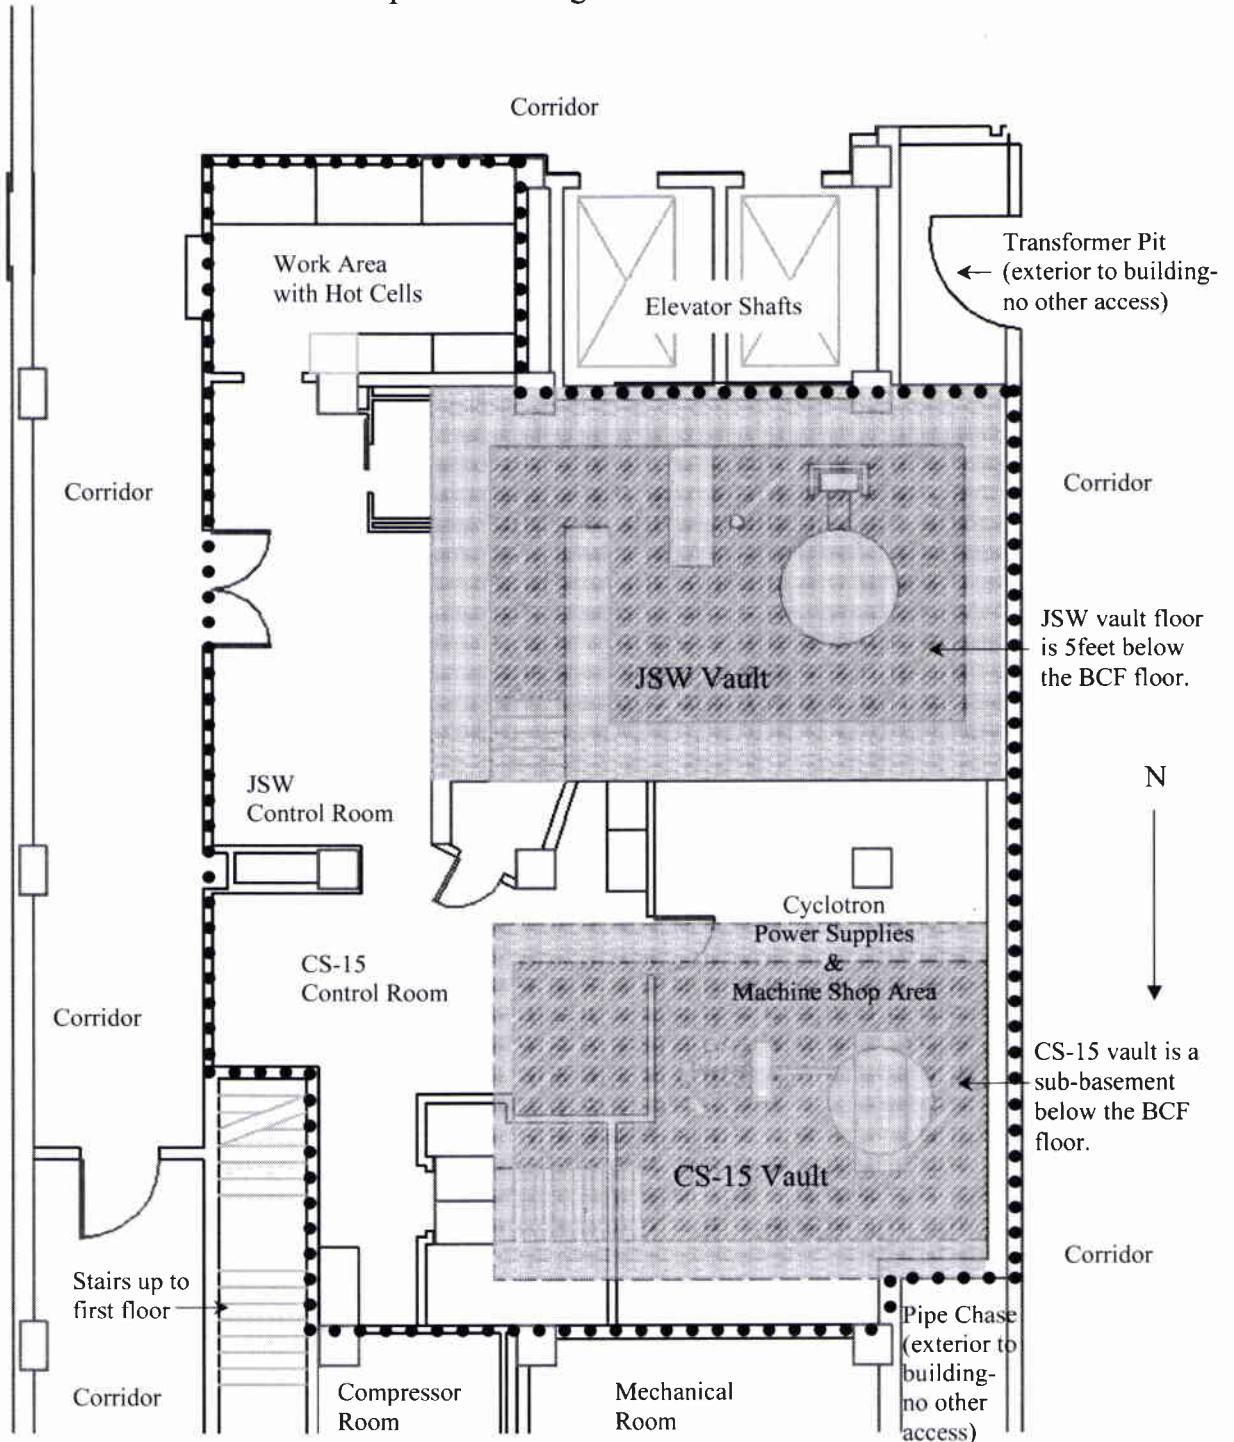 Corridor
Transformer Pit
(exterior to building-
no other access)
Work Area
with Hot Cells
Elevator Shafts
Corridor
Corridor
JSW vault floor
is 5feet below
the BCF floor.
JSW Vault
N
JSW
Control Room
Cyclotron
Power Supplies
&
Machine Shop Area
CS-15
Control Room
Corridor
CS-15 vault is a
sub-basement
below the BCF
floor.
CS-15 Vault
Corridor
Stairs up to
first floor
Pipe Chase
(exterior to
building-
no other
access)
Corridor
Compressor
Room
Mechanical
Room